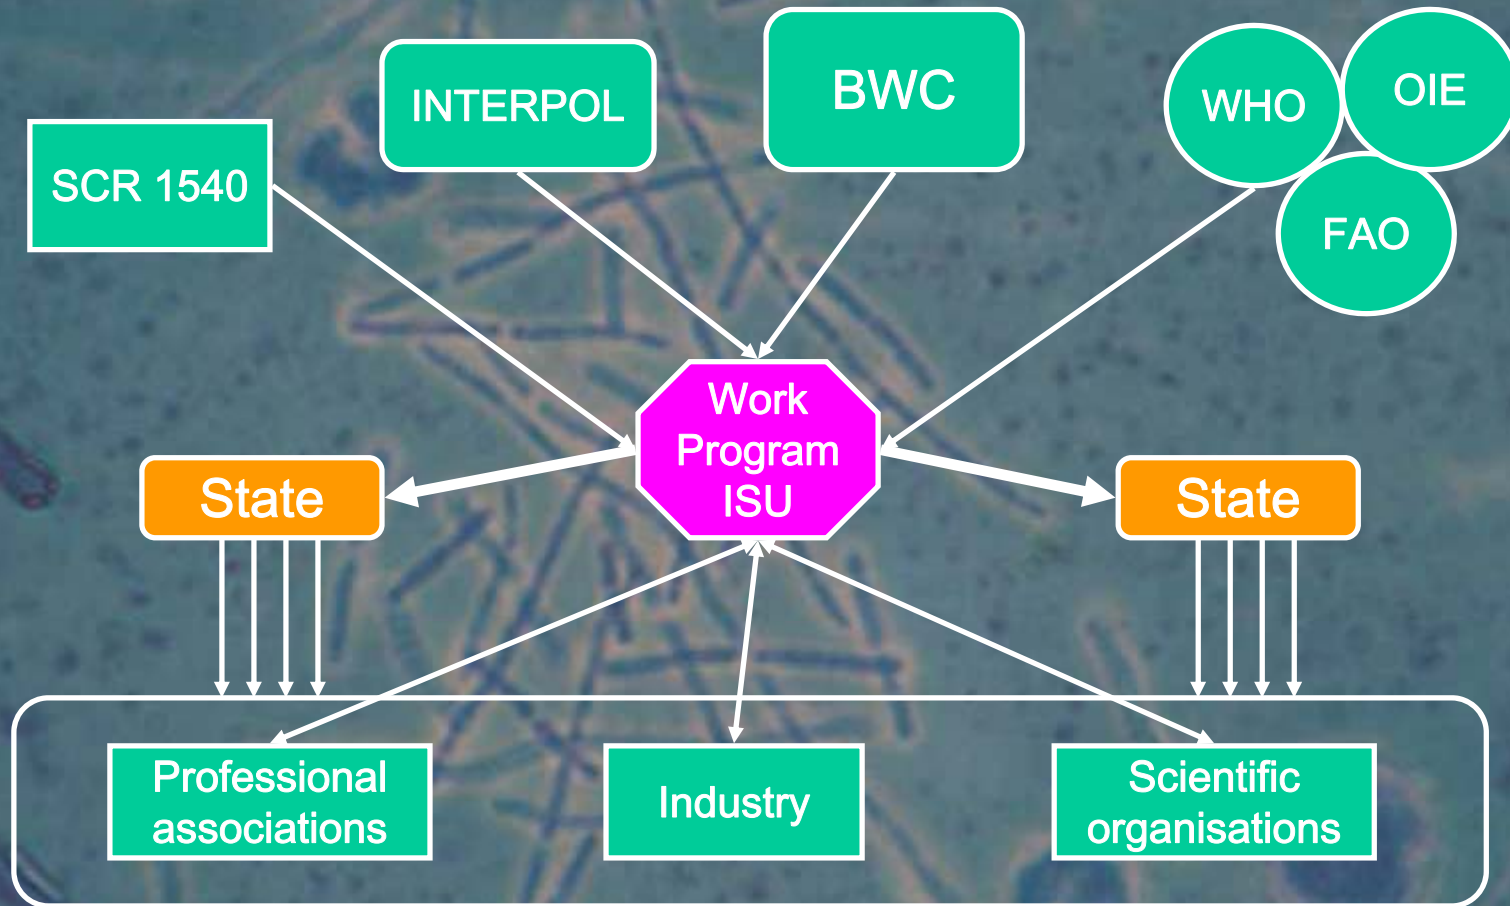 INTERPOL
BWC
WHO
OIE
SCR 1540
FAO
Work
Program
ISU
State
State
Professional
associations
Industry
Scientific
organisations